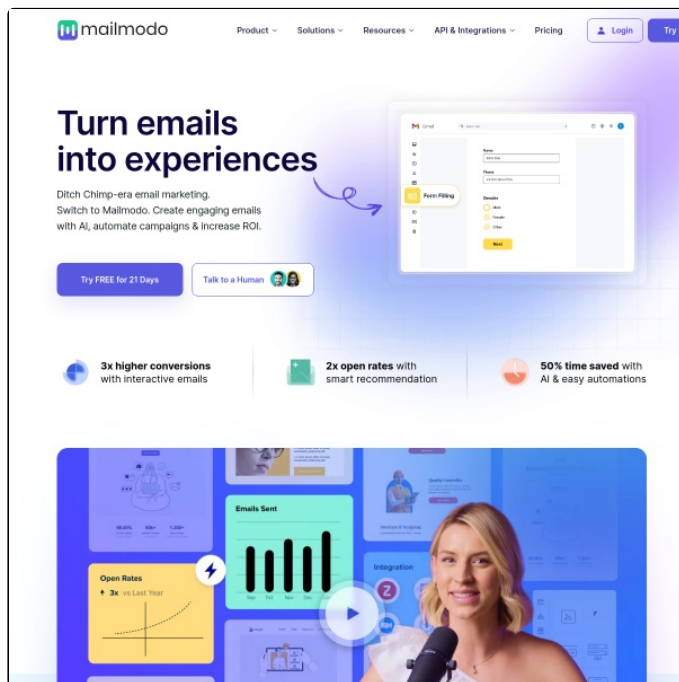 mailmodo
Product
Solutions
Resources
API & Integrations
Pricing
Login
Try
Turn emails
into experiences
Ditch Chimp-era email marketing.
Switch to Mailmodo. Create engaging emails
with AI, automate campaigns & increase ROI.
Try FREE for 21 Days
Talk to a Human
Gmail
Name
Phone
Form Filling
Gender
Male
Female
Other
Next
3x higher conversions
with interactive emails
2x open rates with
smart recommendation
50% time saved with
AI & easy automations
Emails Sent
Sep Oct Nov Dec
Open Rates
3x vs Last Year
Integration